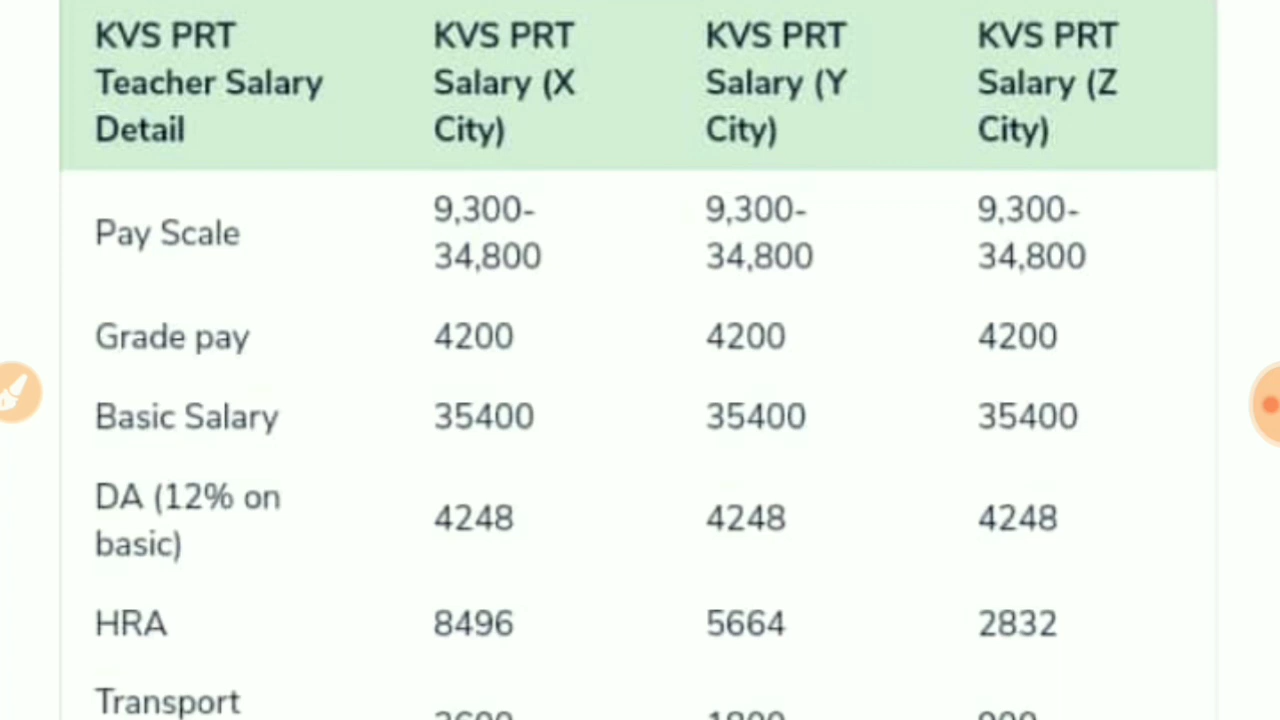 KVS PRT Teacher Salary Detail | KVS PRT Salary (X City) | KVS PRT Salary (Y City) | KVS PRT Salary (Z City)
Pay Scale | 9,300-34,800 | 9,300-34,800 | 9,300-34,800
Grade pay | 4200 | 4200 | 4200
Basic Salary | 35400 | 35400 | 35400
DA (12% on basic) | 4248 | 4248 | 4248
HRA | 8496 | 5664 | 2832
Transport